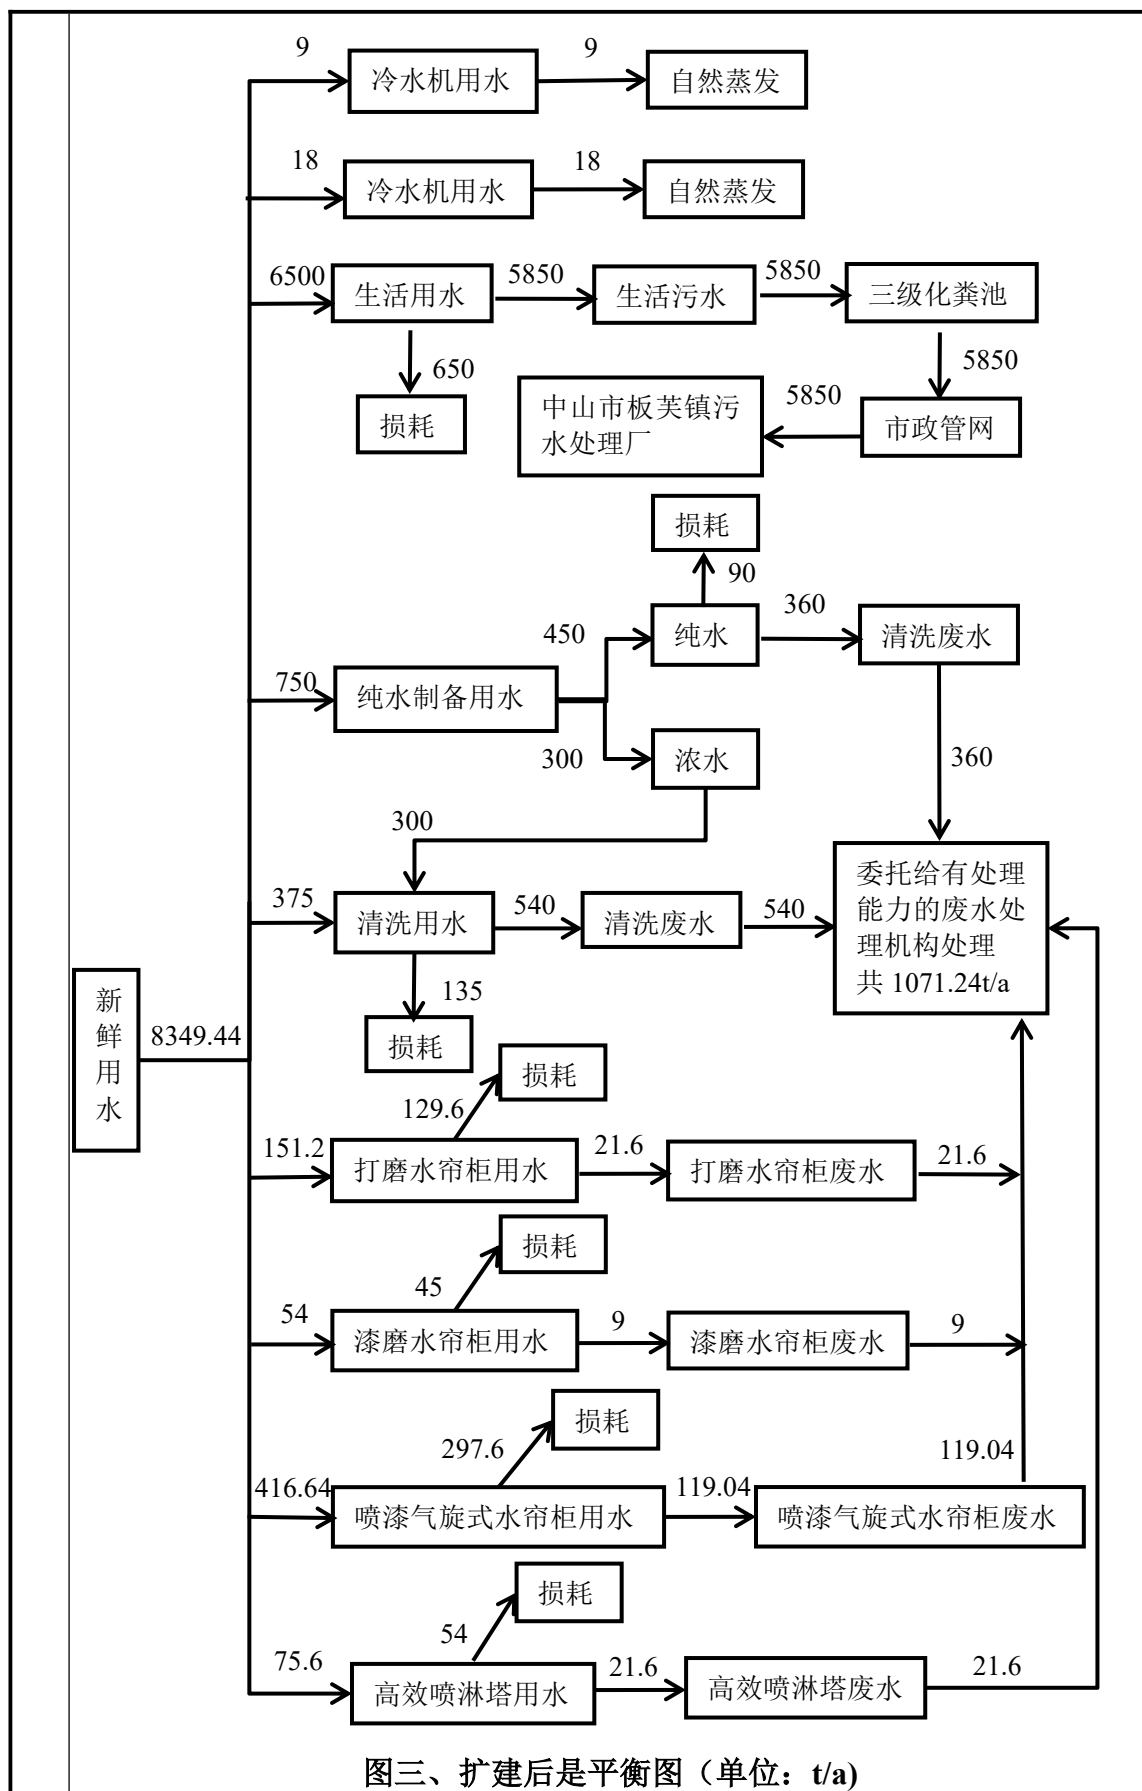 9
冷水机用水
9
自然蒸发
18
冷水机用水
18
自然蒸发
6500
生活用水
5850
生活污水
5850
三级化粪池
650
损耗
5850
市政管网
5850
中山市板芙镇污
水处理厂
损耗
90
450
纯水
360
清洗废水
750
纯水制备用水
300
浓水
360
300
375
清洗用水
540
清洗废水
540
委托给有处理
能力的废水处
理机构处理
共 1071.24t/a
135
损耗
新
鲜
用
水
8349.44
损耗
129.6
151.2
打磨水帘柜用水
21.6
打磨水帘柜废水
21.6
损耗
45
54
漆磨水帘柜用水
9
漆磨水帘柜废水
9
损耗
297.6
416.64
喷漆气旋式水帘柜用水
119.04
喷漆气旋式水帘柜废水
119.04
损耗
54
75.6
高效喷淋塔用水
21.6
高效喷淋塔废水
21.6
图三、扩建后是平衡图（单位：t/a)